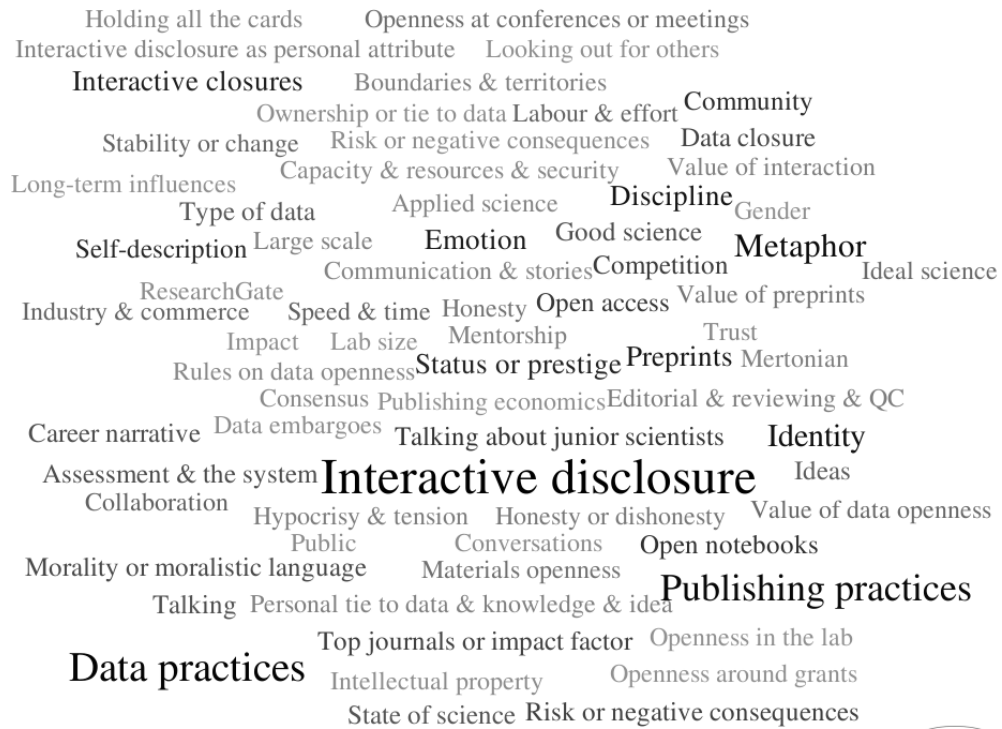 Holding all the cards Openness at conferences or meetings
Interactive disclosure as personal attribute Looking out for others
Interactive closures Boundaries & territories
Ownership or tie to data Labour & effort Community
Stability or change Risk or negative consequences Data closure
Capacity & resources & security Value of interaction
Long-term influences
Type of data Applied science Discipline Gender
Self-description Large scale Emotion Good science Metaphor
Communication & stories Competition Ideal science
ResearchGate
Industry & commerce Speed & time Honesty Open access Value of preprints
Impact Lab size Mentorship Trust
Rules on data openness Status or prestige Preprints Mertonian
Consensus Publishing economics Editorial & reviewing & QC
Career narrative Data embargoes Talking about junior scientists Identity
Assessment & the system Interactive disclosure Ideas
Collaboration
Hypocrisy & tension Honesty or dishonesty Value of data openness
Public Conversations Open notebooks
Morality or moralistic language Materials openness
Talking Personal tie to data & knowledge & idea Publishing practices
Top journals or impact factor Openness in the lab
Data practices Intellectual property Openness around grants
State of science Risk or negative consequences